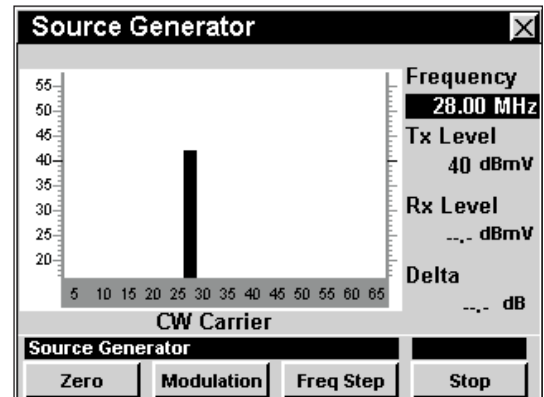 Source Generator
55
50
45
40
35
30
25
20
5 10 15 20 25 30 35 40 45 50 55 60 65
CW Carrier
Frequency
28.00 MHz
Tx Level
40 dBmV
Rx Level
--.- dBmV
Delta
--.- dB
Source Generator
Zero Modulation Freq Step Stop